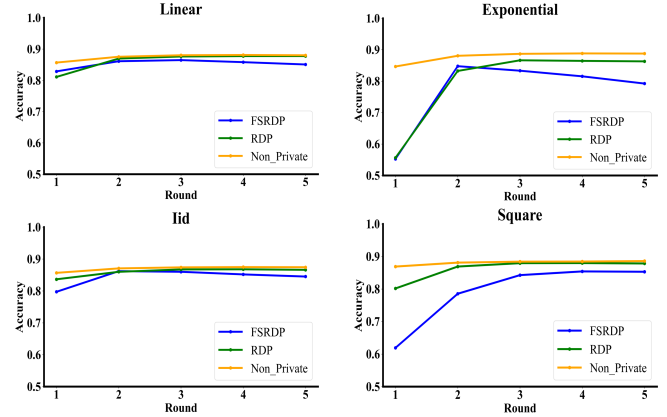 Linear
Accuracy
1.0
0.9
0.8
0.7
0.6
0.5
FSRDP
RDP
Non_Private
1 2 3 4 5
Round
Exponential
Accuracy
1.0
0.9
0.8
0.7
0.6
0.5
FSRDP
RDP
Non_Private
1 2 3 4 5
Round
Iid
Accuracy
1.0
0.9
0.8
0.7
0.6
0.5
FSRDP
RDP
Non_Private
1 2 3 4 5
Round
Square
Accuracy
1.0
0.9
0.8
0.7
0.6
0.5
FSRDP
RDP
Non_Private
1 2 3 4 5
Round